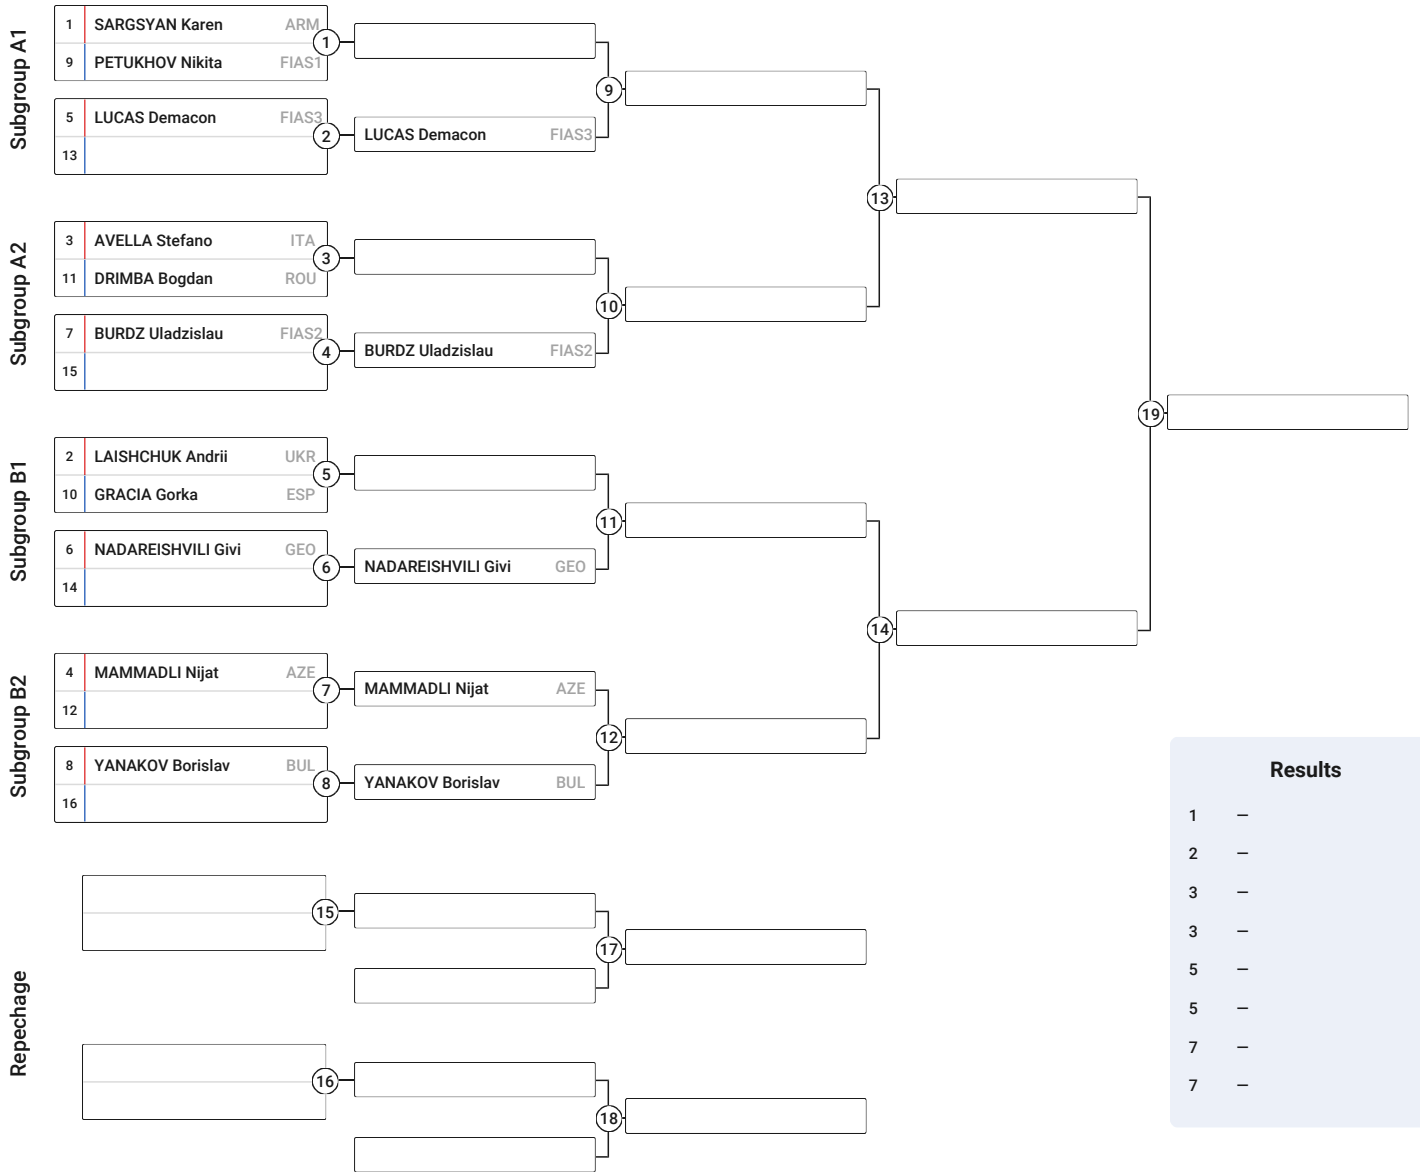 Subgroup A1
1 SARGSYAN Karen ARM
9 PETUKHOV Nikita FIAS1
1
5 LUCAS Demacon FIAS3
13
2
LUCAS Demacon FIAS3
9
Subgroup A2
3 AVELLA Stefano ITA
11 DRIMBA Bogdan ROU
3
7 BURDZ Uladzislau FIAS2
15
4
BURDZ Uladzislau FIAS2
10
13
Subgroup B1
2 LAISHCHUK Andrii UKR
10 GRACIA Gorka ESP
5
6 NADAREISHVILI Givi GEO
14
6
NADAREISHVILI Givi GEO
11
Subgroup B2
4 MAMMADLI Nijat AZE
12
7
MAMMADLI Nijat AZE
8 YANAKOV Borislav BUL
16
8
YANAKOV Borislav BUL
12
14
19
Repechage
15
17
16
18
Results
1 –
2 –
3 –
3 –
5 –
5 –
7 –
7 –